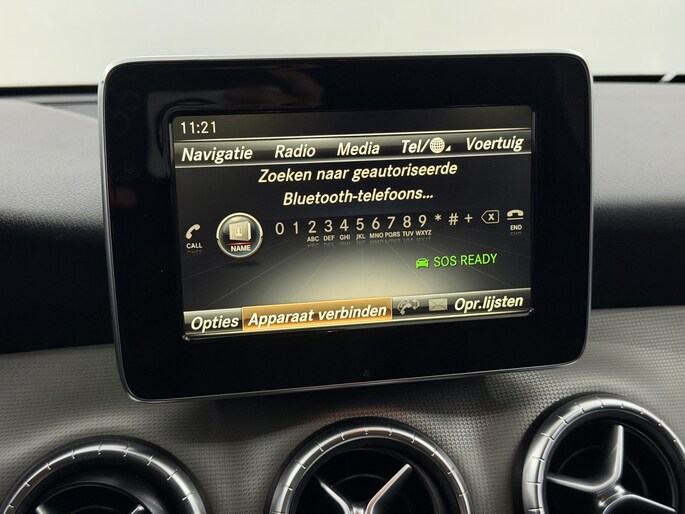 11:21
Navigatie Radio Media Tel/ Voertuig
Zoeken naar geautoriseerde
Bluetooth-telefoons...
0 1 2 3 4 5 6 7 8 9 * # +
ABC DEF GHI JKL MNO PQRS TUV WXYZ
CALL NAME END
SOS READY
Opties Apparaat verbinden Opr.lijsten